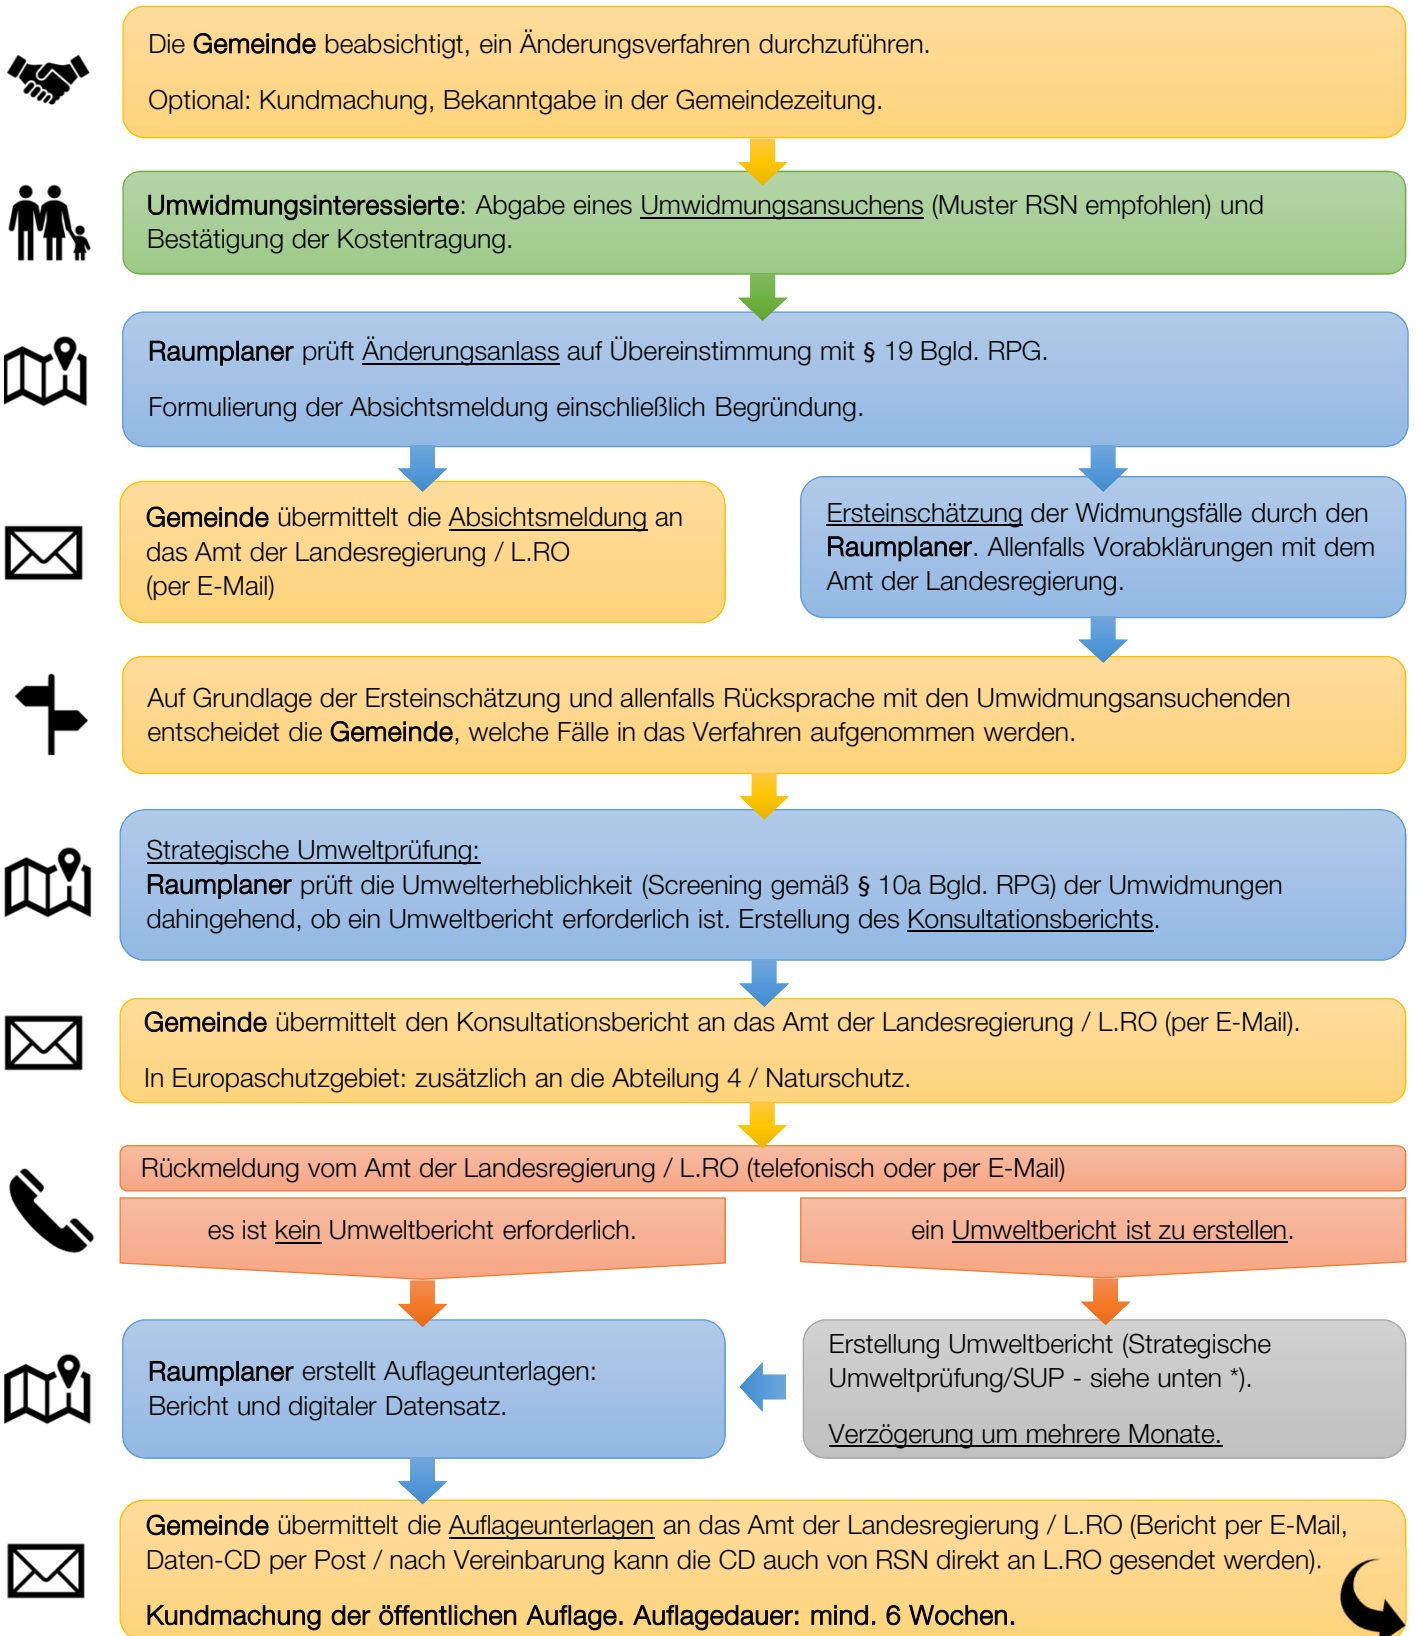 Die Gemeinde beabsichtigt, ein Änderungsverfahren durchzuführen.
Optional: Kundmachung, Bekanntgabe in der Gemeindezeitung.
Umwidmungsinteressierte: Abgabe eines Umwidmungsansuchens (Muster RSN empfohlen) und
Bestätigung der Kostentragung.
Raumplaner prüft Änderungsanlass auf Übereinstimmung mit § 19 Bgld. RPG.
Formulierung der Absichtsmeldung einschließlich Begründung.
Gemeinde übermittelt die Absichtsmeldung an
das Amt der Landesregierung / L.RO
(per E-Mail)
Ersteinschätzung der Widmungsfälle durch den
Raumplaner. Allenfalls Vorabklärungen mit dem
Amt der Landesregierung.
Auf Grundlage der Ersteinschätzung und allenfalls Rücksprache mit den Umwidmungsansuchenden
entscheidet die Gemeinde, welche Fälle in das Verfahren aufgenommen werden.
Strategische Umweltprüfung:
Raumplaner prüft die Umwelterheblichkeit (Screening gemäß § 10a Bgld. RPG) der Umwidmungen
dahingehend, ob ein Umweltbericht erforderlich ist. Erstellung des Konsultationsberichts.
Gemeinde übermittelt den Konsultationsbericht an das Amt der Landesregierung / L.RO (per E-Mail).
In Europaschutzgebiet: zusätzlich an die Abteilung 4 / Naturschutz.
Rückmeldung vom Amt der Landesregierung / L.RO (telefonisch oder per E-Mail)
es ist kein Umweltbericht erforderlich.
ein Umweltbericht ist zu erstellen.
Raumplaner erstellt Auflageunterlagen:
Bericht und digitaler Datensatz.
Erstellung Umweltbericht (Strategische
Umweltprüfung/SUP - siehe unten *).
Verzögerung um mehrere Monate.
Gemeinde übermittelt die Auflageunterlagen an das Amt der Landesregierung / L.RO (Bericht per E-Mail,
Daten-CD per Post / nach Vereinbarung kann die CD auch von RSN direkt an L.RO gesendet werden).
Kundmachung der öffentlichen Auflage. Auflagedauer: mind. 6 Wochen.